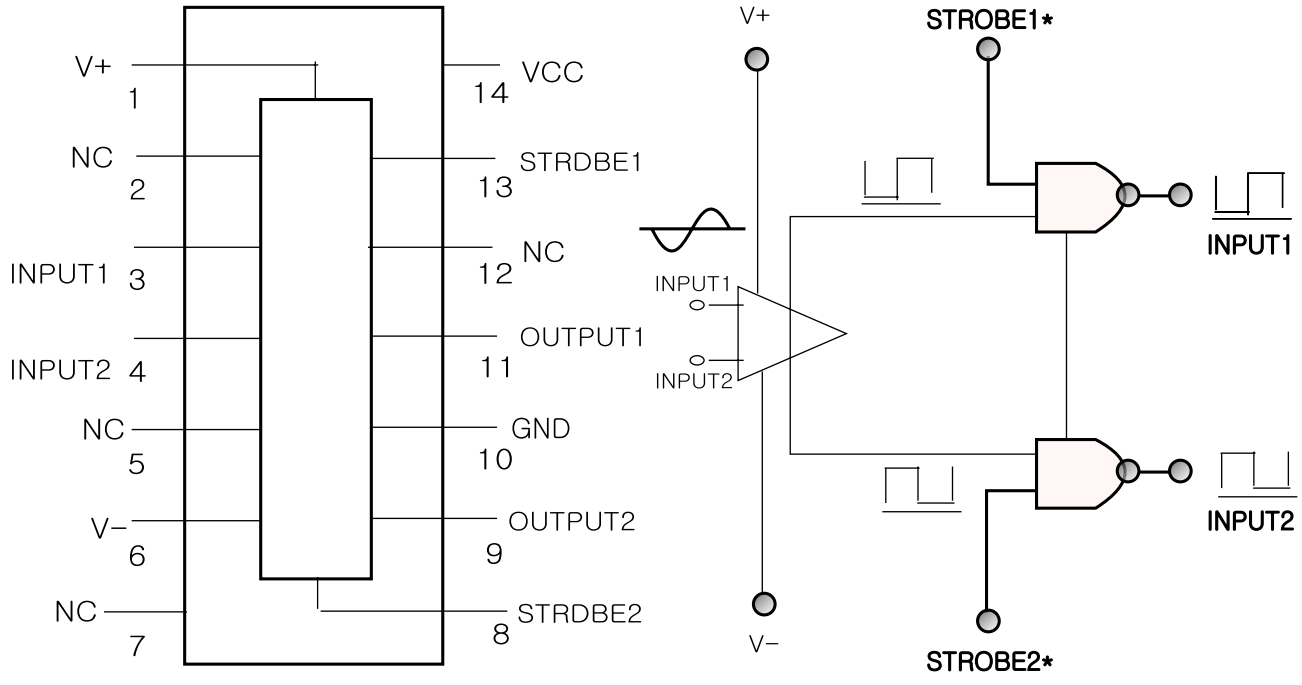 V+
1
NC
2
INPUT1
3
INPUT2
4
NC
5
V-
6
NC
7
VCC
14
STRDBE1
13
NC
12
OUTPUT1
11
GND
10
OUTPUT2
9
STRDBE2
8
V+
STROBE1*
INPUT1
INPUT2
INPUT1
INPUT2
V-
STROBE2*